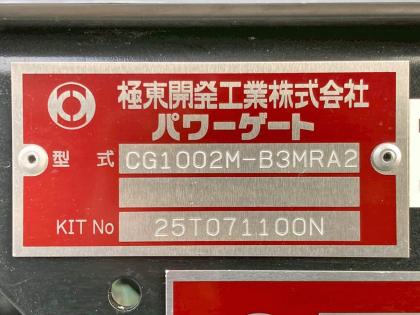 極東開発工業株式会社
パワーゲート
型式 CG1002M-B3MRA2
KIT No 25T071100N